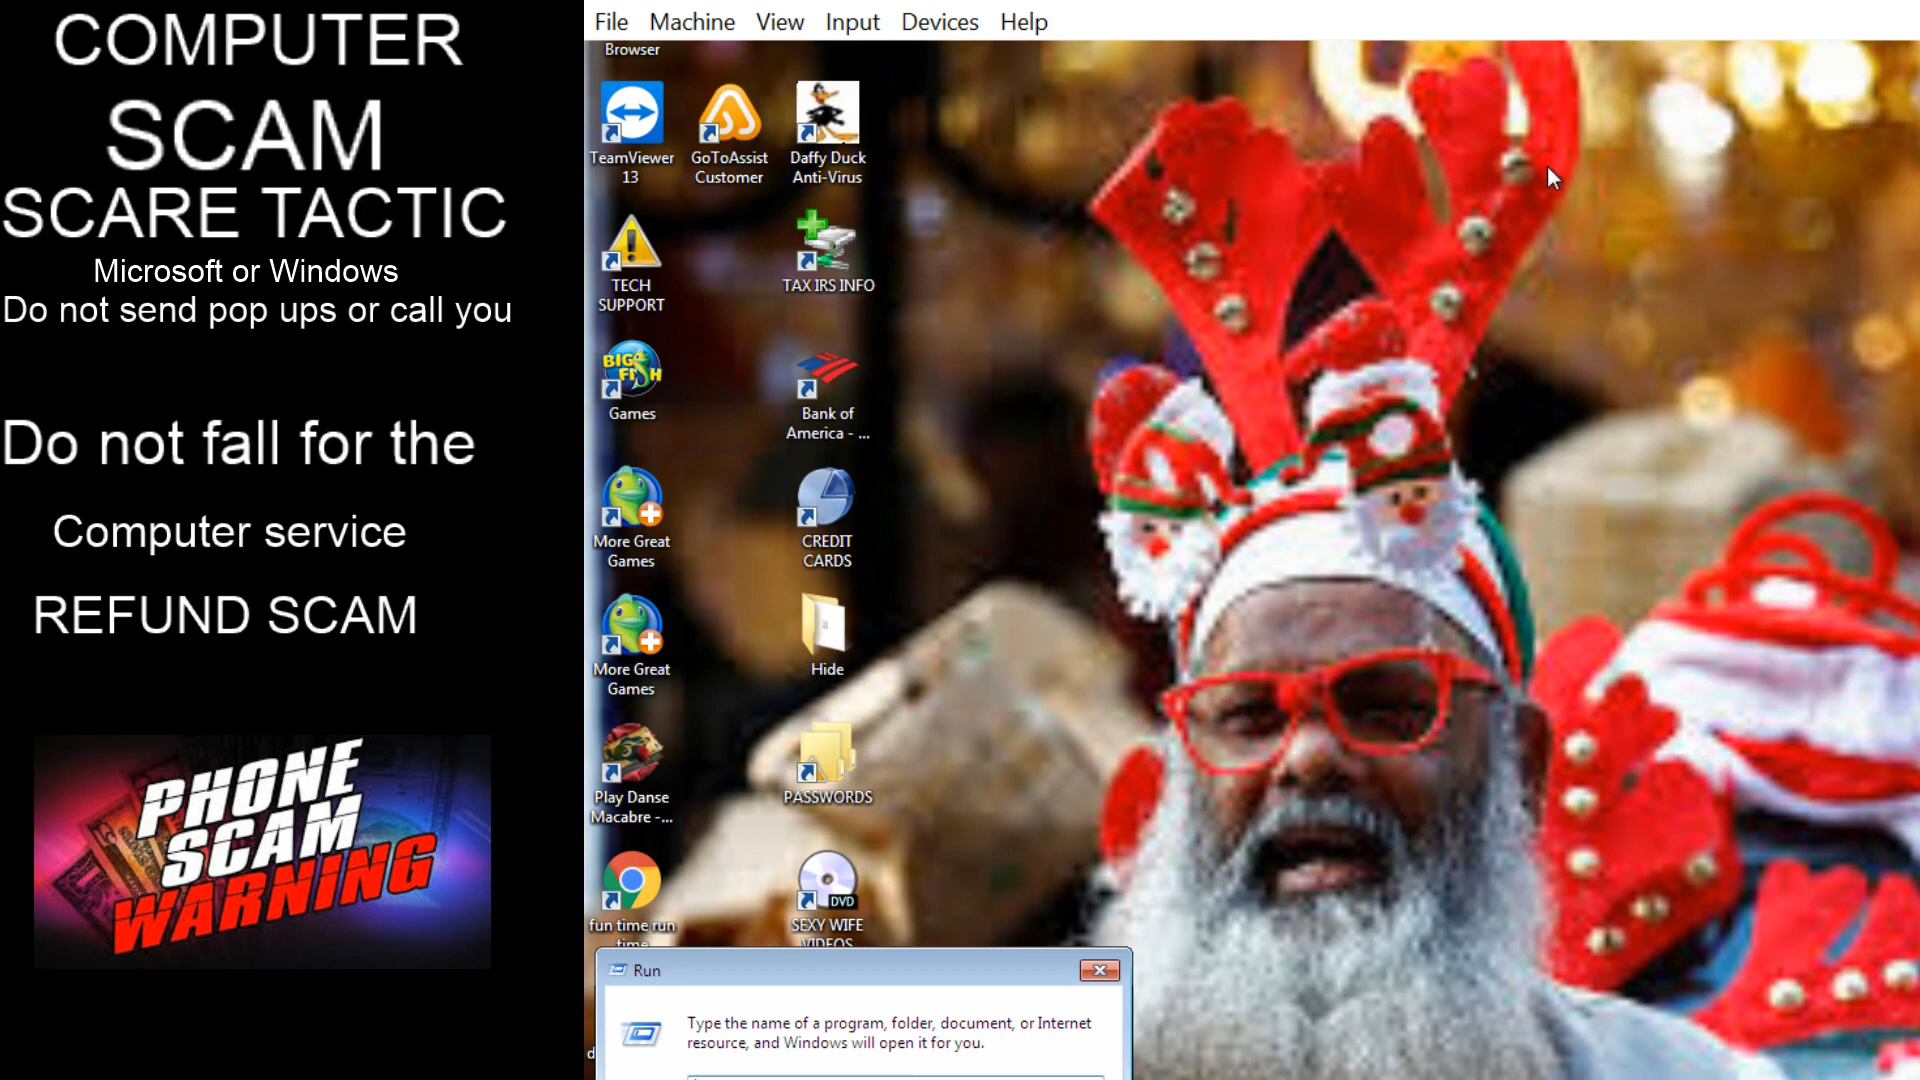 COMPUTER
SCAM
SCARE TACTIC
Microsoft or Windows
Do not send pop ups or call you
Do not fall for the
Computer service
REFUND SCAM
PHONE
SCAM
WARNING
File Machine View Input Devices Help
Browser
TeamViewer
13
GoToAssist
Customer
Daffy Duck
Anti-Virus
TECH
SUPPORT
TAX IRS INFO
BIG
FISH
Games
Bank of
America - ...
More Great
Games
CREDIT
CARDS
More Great
Games
Hide
Play Danse
Macabre -...
PASSWORDS
fun time run
time
DVD
SEXY WIFE
VIDEOS
Run
Type the name of a program, folder, document, or Internet
resource, and Windows will open it for you.